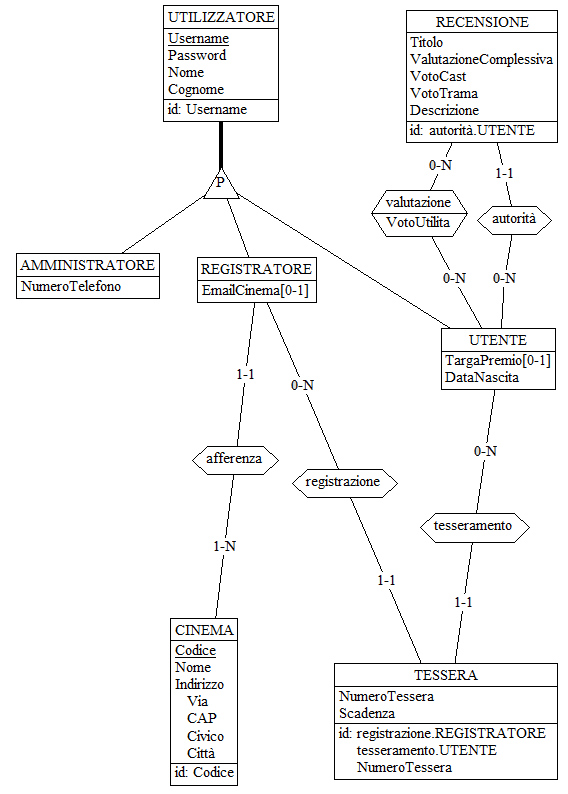 UTILIZZATORE
Username
Password
Nome
Cognome
id: Username
RECENSIONE
Titolo
ValutazioneComplessiva
VotoCast
VotoTrama
Descrizione
id: autorità.UTENTE
0-N
1-1
P
valutazione
VotoUtilita
autorità
AMMINISTRATORE
NumeroTelefono
REGISTRATORE
EmailCinema[0-1]
0-N
0-N
UTENTE
TargaPremio[0-1]
DataNascita
1-1
0-N
0-N
afferenza
registrazione
tesseramento
1-N
1-1
1-1
CINEMA
Codice
Nome
Indirizzo
Via
CAP
Civico
Città
id: Codice
TESSERA
NumeroTessera
Scadenza
id: registrazione.REGISTRATORE
tesseramento.UTENTE
NumeroTessera